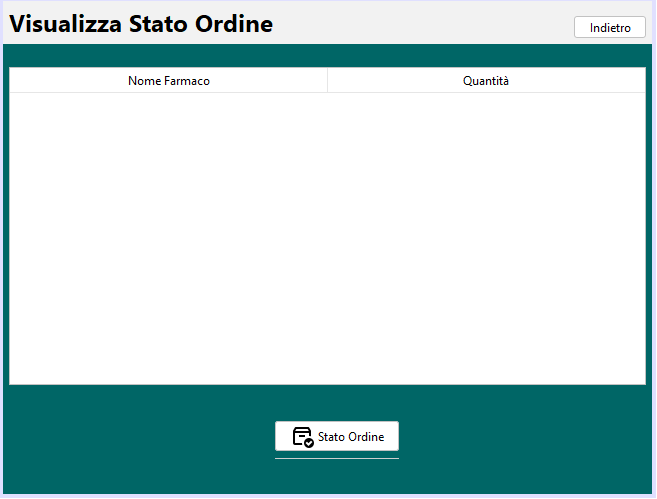 Visualizza Stato Ordine
Indietro
Nome Farmaco
Quantità
Stato Ordine